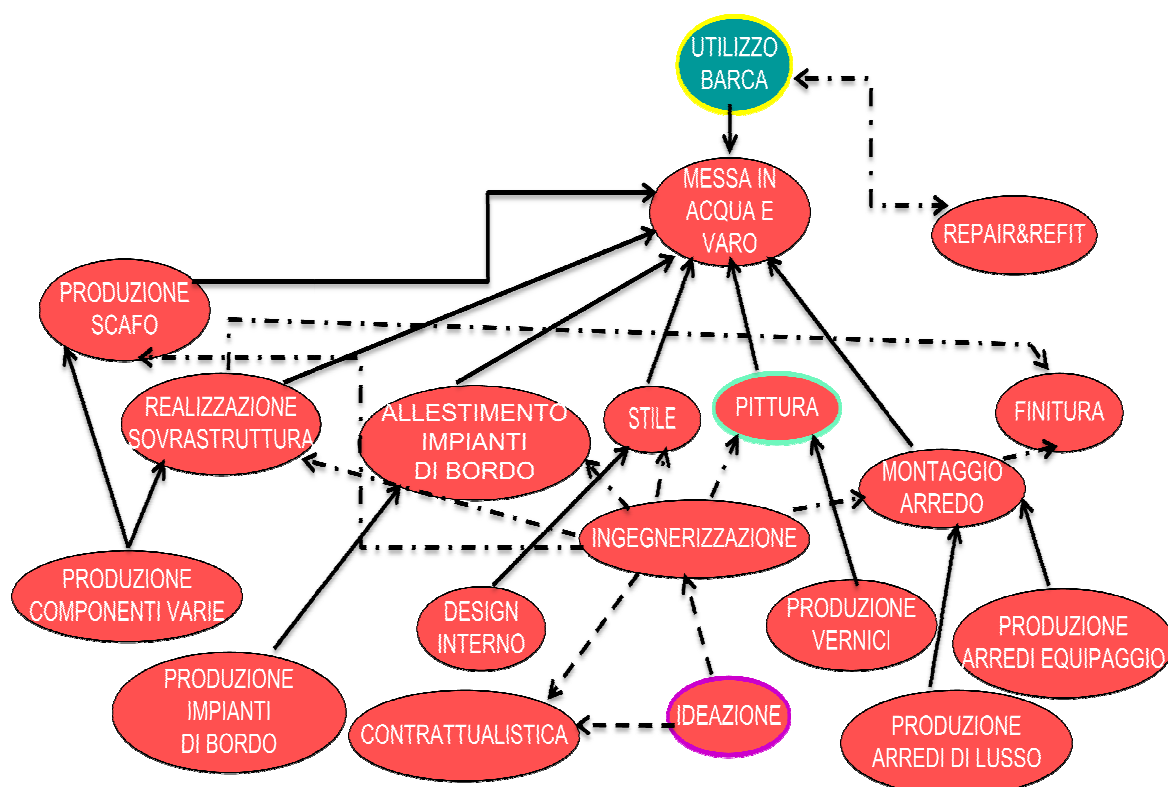 UTILIZZO
BARCA
MESSA IN
ACQUA E
VARO
REPAIR&REFIT
PRODUZIONE
SCAFO
REALIZZAZIONE
SOVRASTRUTTURA
ALLESTIMENTO
IMPIANTI
DI BORDO
STILE
PITTURA
FINITURA
MONTAGGIO
ARREDO
INGEGNERIZZAZIONE
PRODUZIONE
COMPONENTI VARIE
DESIGN
INTERNO
PRODUZIONE
VERNICI
PRODUZIONE
ARREDI EQUIPAGGIO
PRODUZIONE
IMPIANTI
DI BORDO
CONTRATTUALISTICA
IDEAZIONE
PRODUZIONE
ARREDI DI LUSSO